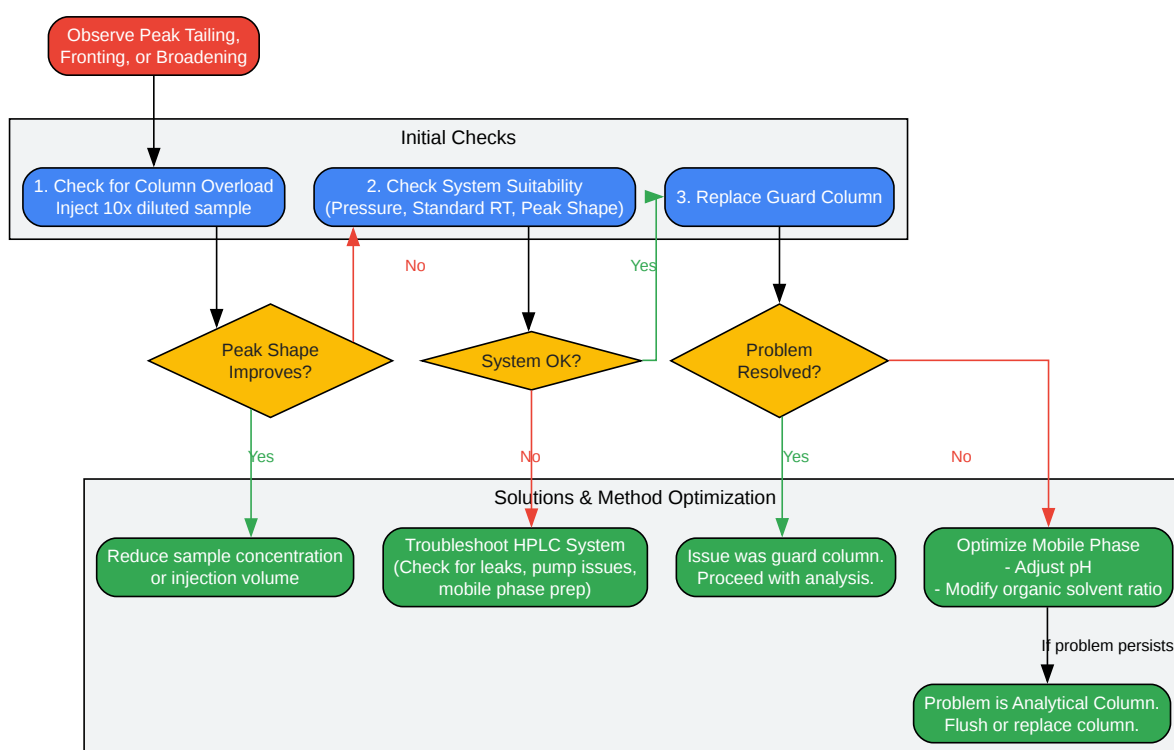 Observe Peak Tailing,
Fronting, or Broadening
Initial Checks
1. Check for Column Overload
Inject 10x diluted sample
2. Check System Suitability
(Pressure, Standard RT, Peak Shape)
3. Replace Guard Column
No
Yes
Peak Shape
Improves?
System OK?
Problem
Resolved?
Yes
No
Yes
No
Solutions & Method Optimization
Reduce sample concentration
or injection volume
Troubleshoot HPLC System
(Check for leaks, pump issues,
mobile phase prep)
Issue was guard column.
Proceed with analysis.
Optimize Mobile Phase
- Adjust pH
- Modify organic solvent ratio
If problem persists
Problem is Analytical Column.
Flush or replace column.